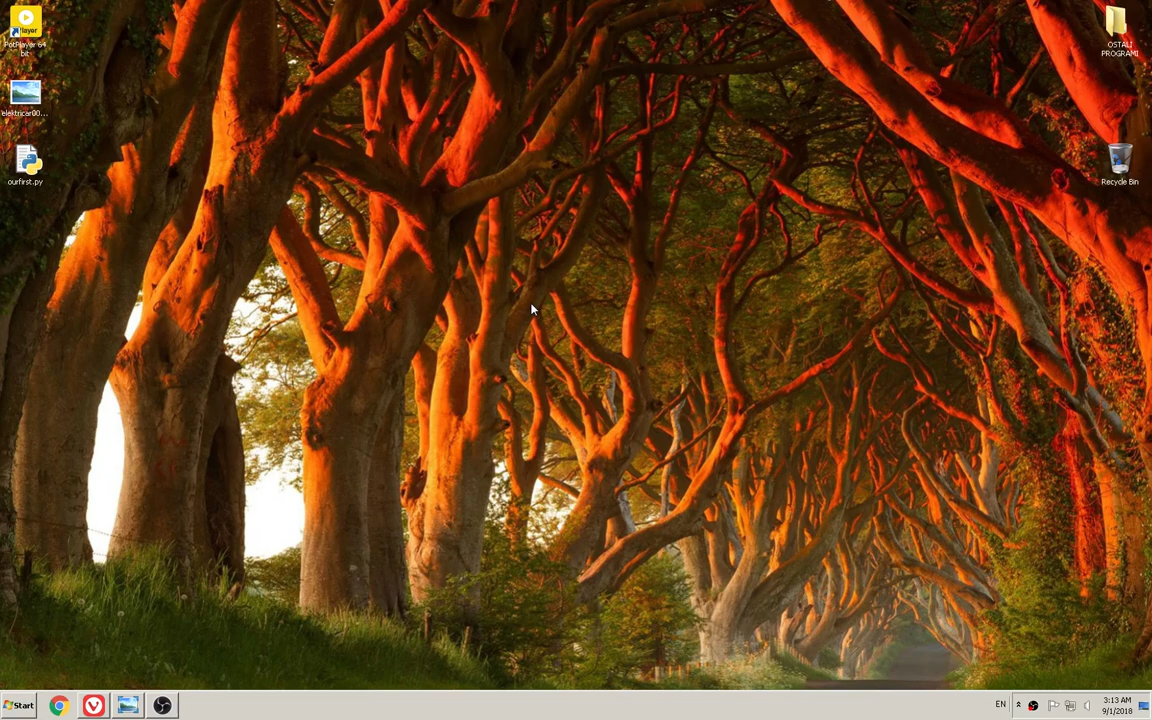 PotPlayer 64
bit
elektricar00...
ourfirst.py
OSTALI
PROGRAMI
Recycle Bin
Start
EN
3:13 AM
9/1/2018